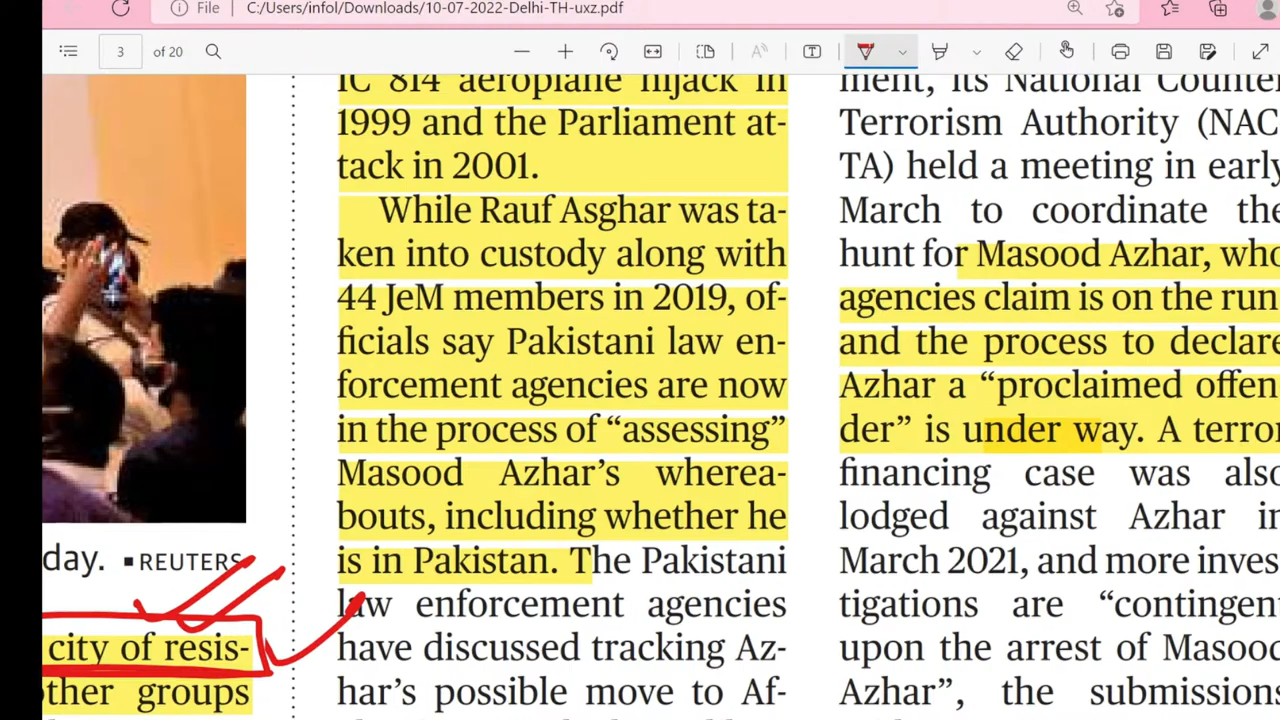 File
C:/Users/infol/Downloads/10-07-2022-Delhi-TH-uxz.pdf
3 of 20
day. ▪ REUTERS
city of resis-
other groups
IC 814 aeroplane hijack in
1999 and the Parliament at-
tack in 2001.
While Rauf Asghar was ta-
ken into custody along with
44 JeM members in 2019, of-
ficials say Pakistani law en-
forcement agencies are now
in the process of “assessing”
Masood Azhar’s wherea-
bouts, including whether he
is in Pakistan. The Pakistani
law enforcement agencies
have discussed tracking Az-
har’s possible move to Af-
ment, its National Counter
Terrorism Authority (NAC
TA) held a meeting in early
March to coordinate the
hunt for Masood Azhar, who
agencies claim is on the run
and the process to declare
Azhar a “proclaimed offen
der” is under way. A terror
financing case was also
lodged against Azhar in
March 2021, and more inves
tigations are “contingent
upon the arrest of Masood
Azhar”, the submissions